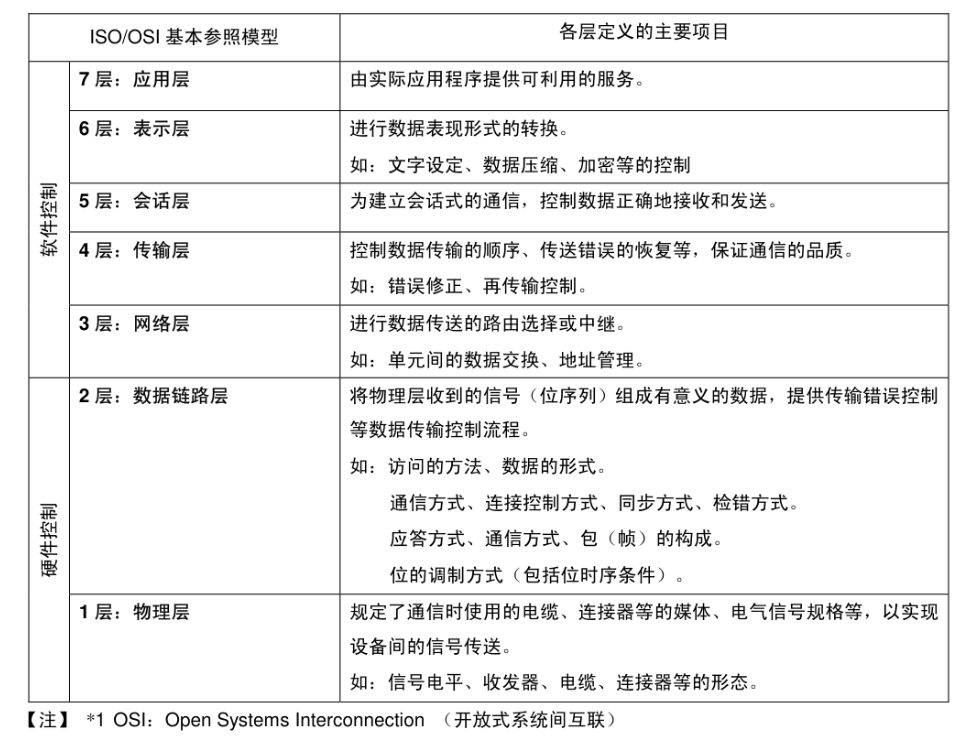 ISO/OSI 基本参照模型
各层定义的主要项目
软件控制
7 层：应用层
由实际应用程序提供可利用的服务。
6 层：表示层
进行数据表现形式的转换。
如：文字设定、数据压缩、加密等的控制
5 层：会话层
为建立会话式的通信，控制数据正确地接收和发送。
4 层：传输层
控制数据传输的顺序、传送错误的恢复等，保证通信的品质。
如：错误修正、再传输控制。
3 层：网络层
进行数据传送的路由选择或中继。
如：单元间的数据交换、地址管理。
硬件控制
2 层：数据链路层
将物理层收到的信号（位序列）组成有意义的数据，提供传输错误控制
等数据传输控制流程。
如：访问的方法、数据的形式。
通信方式、连接控制方式、同步方式、检错方式。
应答方式、通信方式、包（帧）的构成。
位的调制方式（包括位时序条件）。
1 层：物理层
规定了通信时使用的电缆、连接器等的媒体、电气信号规格等，以实现
设备间的信号传送。
如：信号电平、收发器、电缆、连接器等的形态。
【注】 *1 OSI：Open Systems Interconnection （开放式系统间互联）